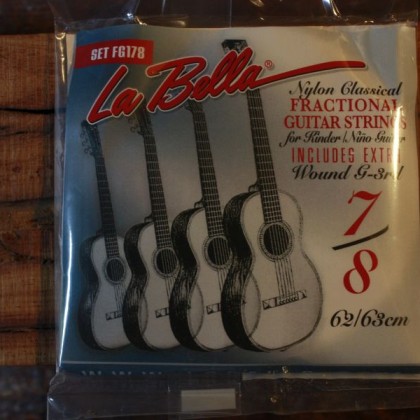 SET FG178
La Bella®
Nylon Classical
FRACTIONAL
GUITAR STRINGS
for Kinder\Niño Guitar
INCLUDES EXTRA
Wound G-3rd
7/8
62/63cm